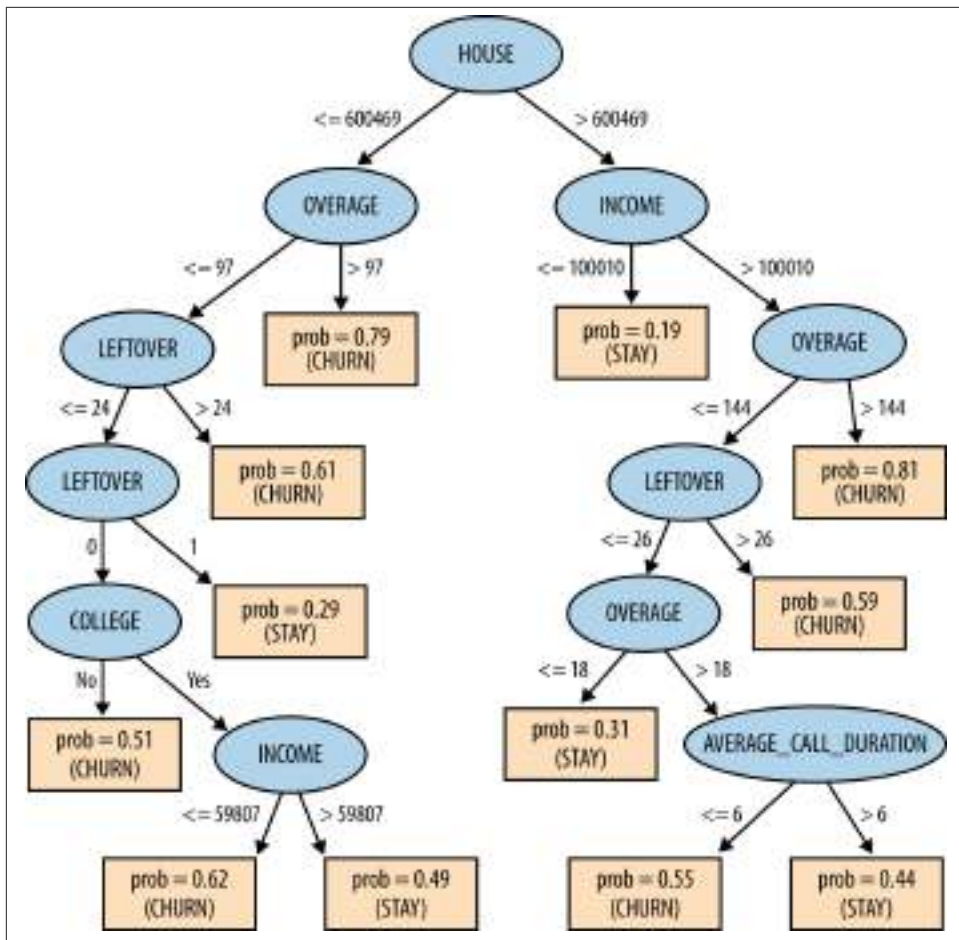 HOUSE
<= 600469
> 600469
OVERAGE
INCOME
<= 97
> 97
<= 100010
> 100010
LEFTOVER
prob = 0.79
(CHURN)
prob = 0.19
(STAY)
OVERAGE
<= 24
> 24
<= 144
> 144
LEFTOVER
prob = 0.61
(CHURN)
LEFTOVER
prob = 0.81
(CHURN)
0
1
<= 26
> 26
COLLEGE
prob = 0.29
(STAY)
OVERAGE
prob = 0.59
(CHURN)
No
Yes
<= 18
> 18
prob = 0.51
(CHURN)
INCOME
prob = 0.31
(STAY)
AVERAGE_CALL_DURATION
<= 59807
> 59807
<= 6
> 6
prob = 0.62
(CHURN)
prob = 0.49
(STAY)
prob = 0.55
(CHURN)
prob = 0.44
(STAY)